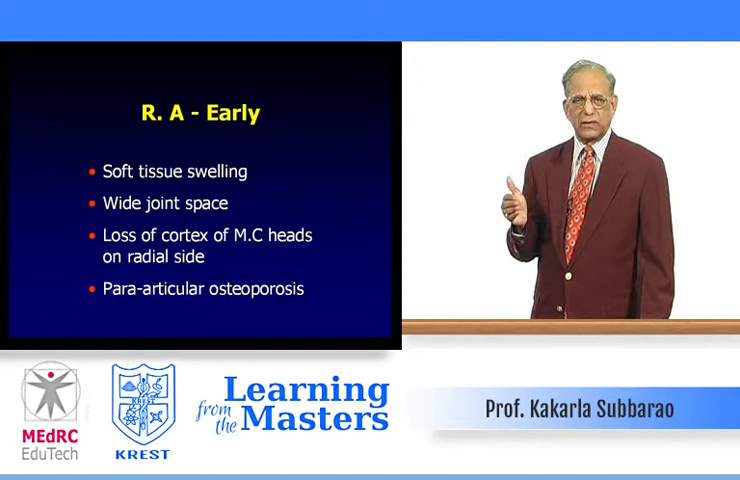 R. A - Early
• Soft tissue swelling
• Wide joint space
• Loss of cortex of M.C heads
on radial side
• Para-articular osteoporosis
MEdRC
EduTech
KREST
KREST
Learning
from
the
Masters
Prof. Kakarla Subbarao